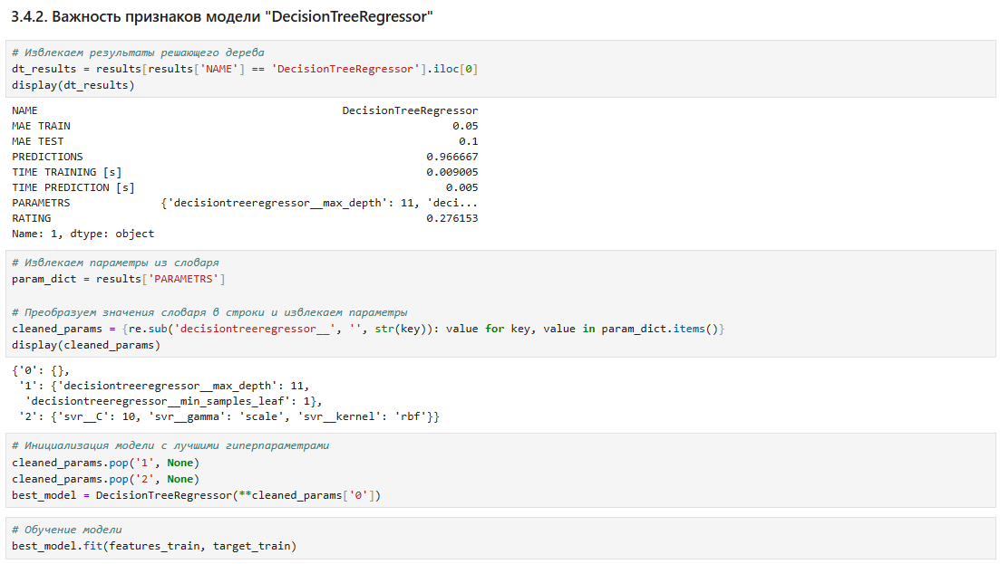 3.4.2. Важность признаков модели "DecisionTreeRegressor"
# Извлекаем результаты решающего дерева
dt_results = results[results['NAME'] == 'DecisionTreeRegressor'].iloc[0]
display(dt_results)
NAME DecisionTreeRegressor
MAE TRAIN 0.05
MAE TEST 0.1
PREDICTIONS 0.966667
TIME TRAINING [s] 0.009005
TIME PREDICTION [s] 0.005
PARAMETRS {'decisiontreeregressor__max_depth': 11, 'deci...
RATING 0.276153
Name: 1, dtype: object
# Извлекаем параметры из словаря
param_dict = results['PARAMETRS']
# Преобразуем значения словаря в строки и извлекаем параметры
cleaned_params = {re.sub('decisiontreeregressor__', '', str(key)): value for key, value in param_dict.items()}
display(cleaned_params)
{'0': {},
'1': {'decisiontreeregressor__max_depth': 11,
'decisiontreeregressor__min_samples_leaf': 1},
'2': {'svr__C': 10, 'svr__gamma': 'scale', 'svr__kernel': 'rbf'}}
# Инициализация модели с лучшими гиперпараметрами
cleaned_params.pop('1', None)
cleaned_params.pop('2', None)
best_model = DecisionTreeRegressor(**cleaned_params['0'])
# Обучение модели
best_model.fit(features_train, target_train)